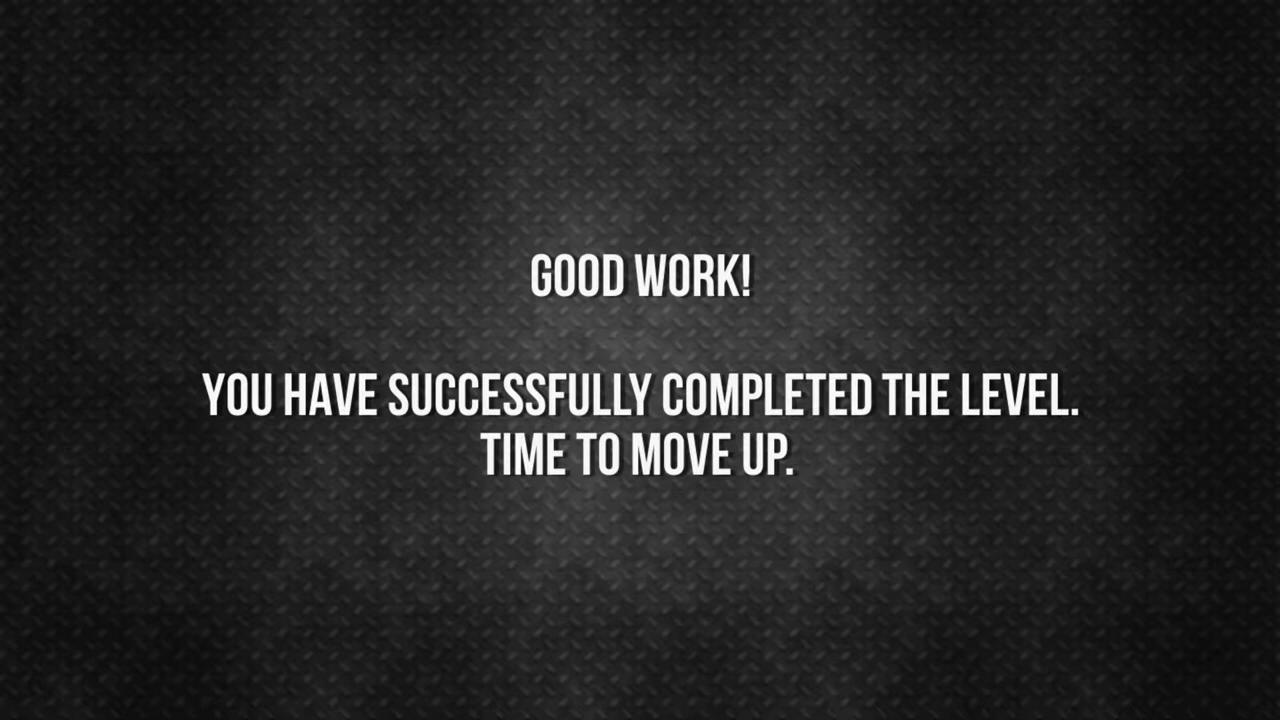 GOOD WORK!
YOU HAVE SUCCESSFULLY COMPLETED THE LEVEL.
TIME TO MOVE UP.